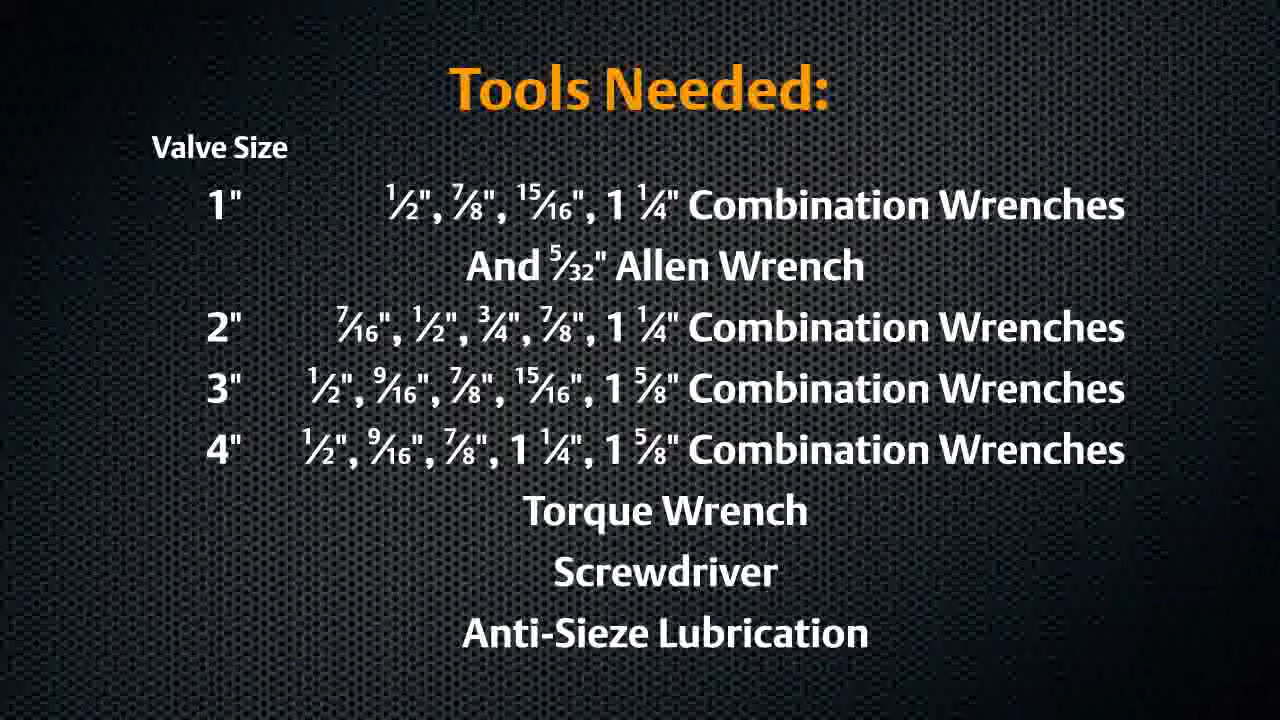 Tools Needed:
Valve Size
1" ½", ⅞", 15⁄16", 1 ¼" Combination Wrenches
And 5⁄32" Allen Wrench
2" 7⁄16", ½", ¾", ⅞", 1 ¼" Combination Wrenches
3" ½", 9⁄16", ⅞", 15⁄16", 1 ⅝" Combination Wrenches
4" ½", 9⁄16", ⅞", 1 ¼", 1 ⅝" Combination Wrenches
Torque Wrench
Screwdriver
Anti-Sieze Lubrication